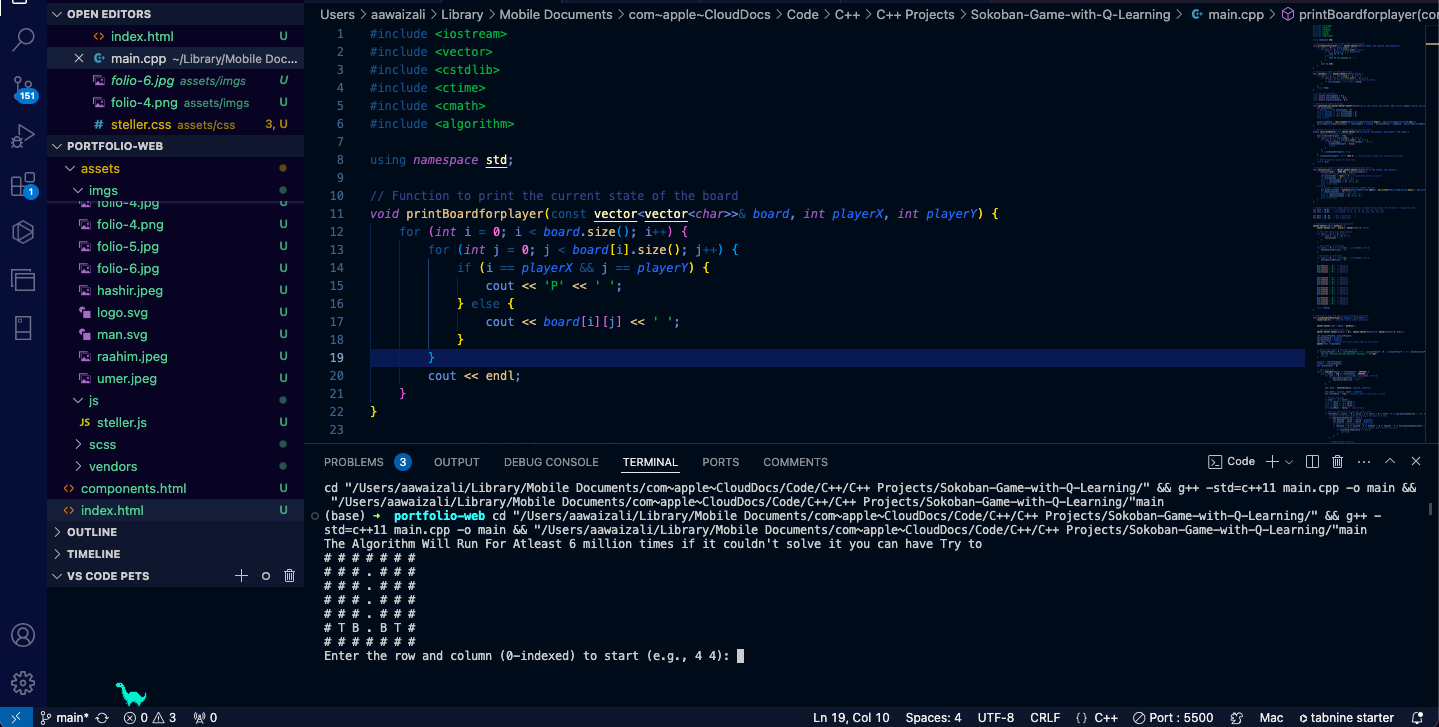 OPEN EDITORS
index.html U
main.cpp ~/Library/Mobile Doc...
folio-6.jpg assets/imgs U
folio-4.png assets/imgs U
steller.css assets/css 3, U
PORTFOLIO-WEB
assets
imgs
folio-4.jpg U
folio-4.png U
folio-5.jpg U
folio-6.jpg U
hashir.jpeg U
logo.svg U
man.svg U
raahim.jpeg U
umer.jpeg U
js
JS steller.js U
scss
vendors
components.html U
index.html U
OUTLINE
TIMELINE
VS CODE PETS
151
1
Users > aawaizali > Library > Mobile Documents > com~apple~CloudDocs > Code > C++ > C++ Projects > Sokoban-Game-with-Q-Learning > main.cpp > printBoardforplayer(co
1 #include <iostream>
2 #include <vector>
3 #include <cstdlib>
4 #include <ctime>
5 #include <cmath>
6 #include <algorithm>
7
8 using namespace std;
9
10 // Function to print the current state of the board
11 void printBoardforplayer(const vector<vector<char>>& board, int playerX, int playerY) {
12 for (int i = 0; i < board.size(); i++) {
13 for (int j = 0; j < board[i].size(); j++) {
14 if (i == playerX && j == playerY) {
15 cout << 'P' << ' ';
16 } else {
17 cout << board[i][j] << ' ';
18 }
19 }
20 cout << endl;
21 }
22 }
23
PROBLEMS 3 OUTPUT DEBUG CONSOLE TERMINAL PORTS COMMENTS Code
cd "/Users/aawaizali/Library/Mobile Documents/com~apple~CloudDocs/Code/C++/C++ Projects/Sokoban-Game-with-Q-Learning/" && g++ -std=c++11 main.cpp -o main &&
"/Users/aawaizali/Library/Mobile Documents/com~apple~CloudDocs/Code/C++/C++ Projects/Sokoban-Game-with-Q-Learning/"main
(base) ➜ portfolio-web cd "/Users/aawaizali/Library/Mobile Documents/com~apple~CloudDocs/Code/C++/C++ Projects/Sokoban-Game-with-Q-Learning/" && g++ -
std=c++11 main.cpp -o main && "/Users/aawaizali/Library/Mobile Documents/com~apple~CloudDocs/Code/C++/C++ Projects/Sokoban-Game-with-Q-Learning/"main
The Algorithm Will Run For Atleast 6 million times if it couldn't solve it you can have Try to
# # # # # # #
# # # . # # #
# # # . # # #
# # # . # # #
# # # . # # #
# T B . B T #
# # # # # # #
Enter the row and column (0-indexed) to start (e.g., 4 4):
main* 0 3 0 Ln 19, Col 10 Spaces: 4 UTF-8 CRLF {} C++ Port : 5500 Mac tabnine starter